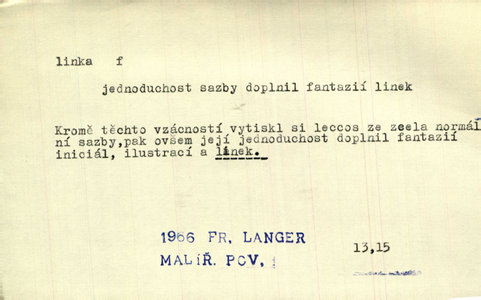 linka f
jednoduchost sazby doplnil fantazií linek
Kromě těchto vzácností vytiskl si leccos ze zcela normál
ní sazby,pak ovšem její jednoduchost doplnil fantazií
iniciál, ilustrací a linek.
1966 FR. LANGER
MALÍŘ. POV.
13,15